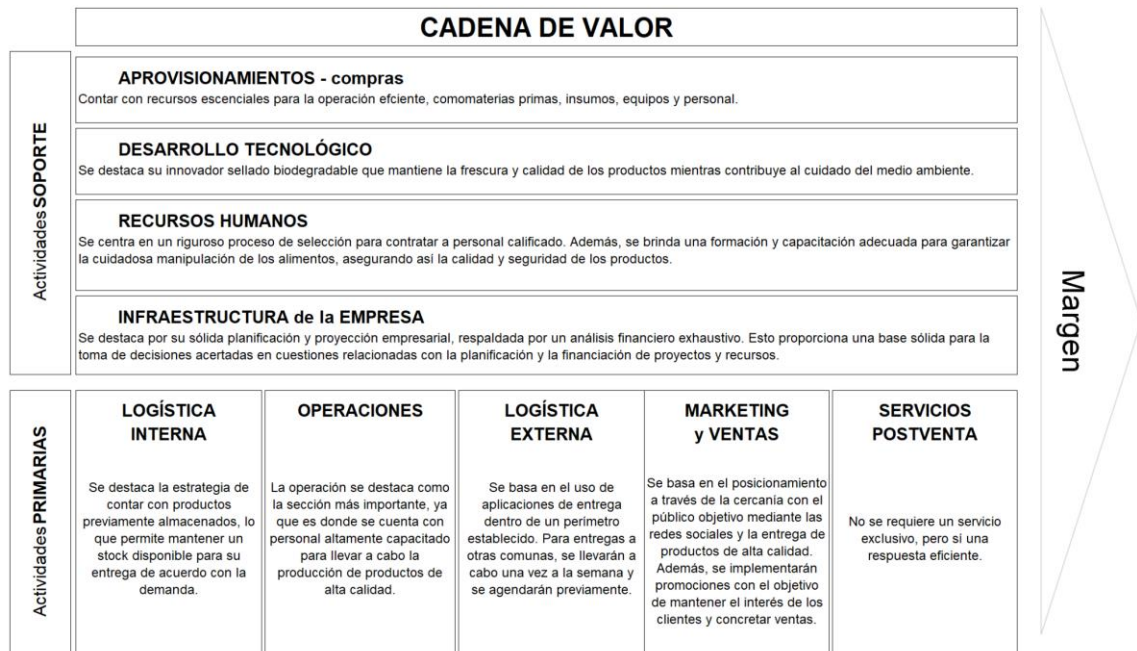 CADENA DE VALOR
Actividades SOPORTE
APROVISIONAMIENTOS - compras
Contar con recursos escenciales para la operación efciente, comomaterias primas, insumos, equipos y personal.
DESARROLLO TECNOLÓGICO
Se destaca su innovador sellado biodegradable que mantiene la frescura y calidad de los productos mientras contribuye al cuidado del medio ambiente.
RECURSOS HUMANOS
Se centra en un riguroso proceso de selección para contratar a personal calificado. Además, se brinda una formación y capacitación adecuada para garantizar
la cuidadosa manipulación de los alimentos, asegurando así la calidad y seguridad de los productos.
INFRAESTRUCTURA de la EMPRESA
Se destaca por su sólida planificación y proyección empresarial, respaldada por un análisis financiero exhaustivo. Esto proporciona una base sólida para la
toma de decisiones acertadas en cuestiones relacionadas con la planificación y la financiación de proyectos y recursos.
Actividades PRIMARIAS
LOGÍSTICA
INTERNA
Se destaca la estrategia de
contar con productos
previamente almacenados, lo
que permite mantener un
stock disponible para su
entrega de acuerdo con la
demanda.
OPERACIONES
La operación se destaca como
la sección más importante, ya
que es donde se cuenta con
personal altamente capacitado
para llevar a cabo la
producción de productos de
alta calidad.
LOGÍSTICA
EXTERNA
Se basa en el uso de
aplicaciones de entrega
dentro de un perímetro
establecido. Para entregas a
otras comunas, se llevarán a
cabo una vez a la semana y
se agendarán previamente.
MARKETING
y VENTAS
Se basa en el posicionamiento
a través de la cercanía con el
público objetivo mediante las
redes sociales y la entrega de
productos de alta calidad.
Además, se implementarán
promociones con el objetivo
de mantener el interés de los
clientes y concretar ventas.
SERVICIOS
POSTVENTA
No se requiere un servicio
exclusivo, pero si una
respuesta eficiente.
Margen